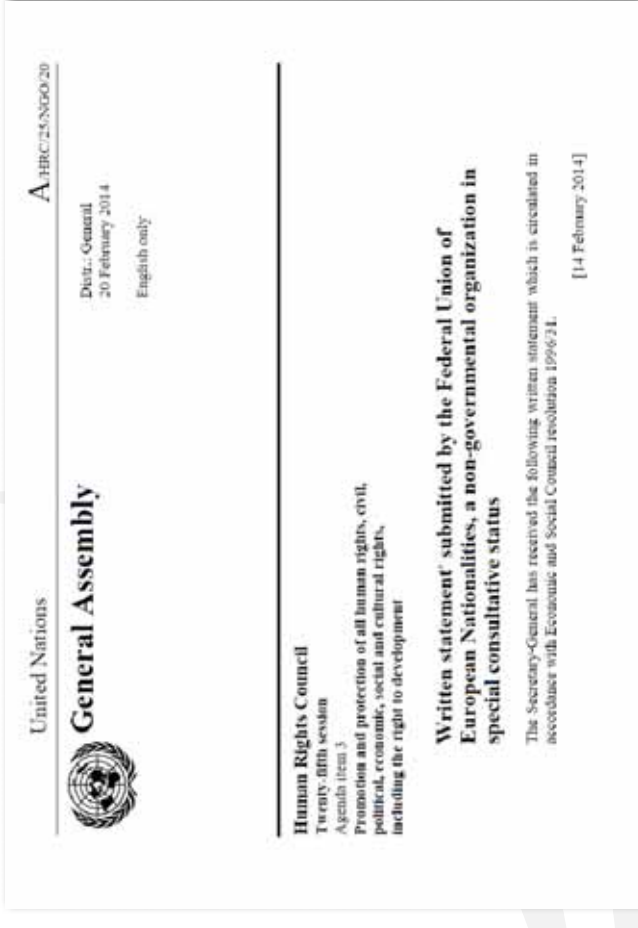 United Nations
A/HRC/25/NGO/20
General Assembly
Distr.: General
20 February 2014
English only
Human Rights Council
Twenty-fifth session
Agenda item 3
Promotion and protection of all human rights, civil,
political, economic, social and cultural rights,
including the right to development
Written statement* submitted by the Federal Union of
European Nationalities, a non-governmental organization in
special consultative status
The Secretary-General has received the following written statement which is circulated in
accordance with Economic and Social Council resolution 1996/31.
[14 February 2014]